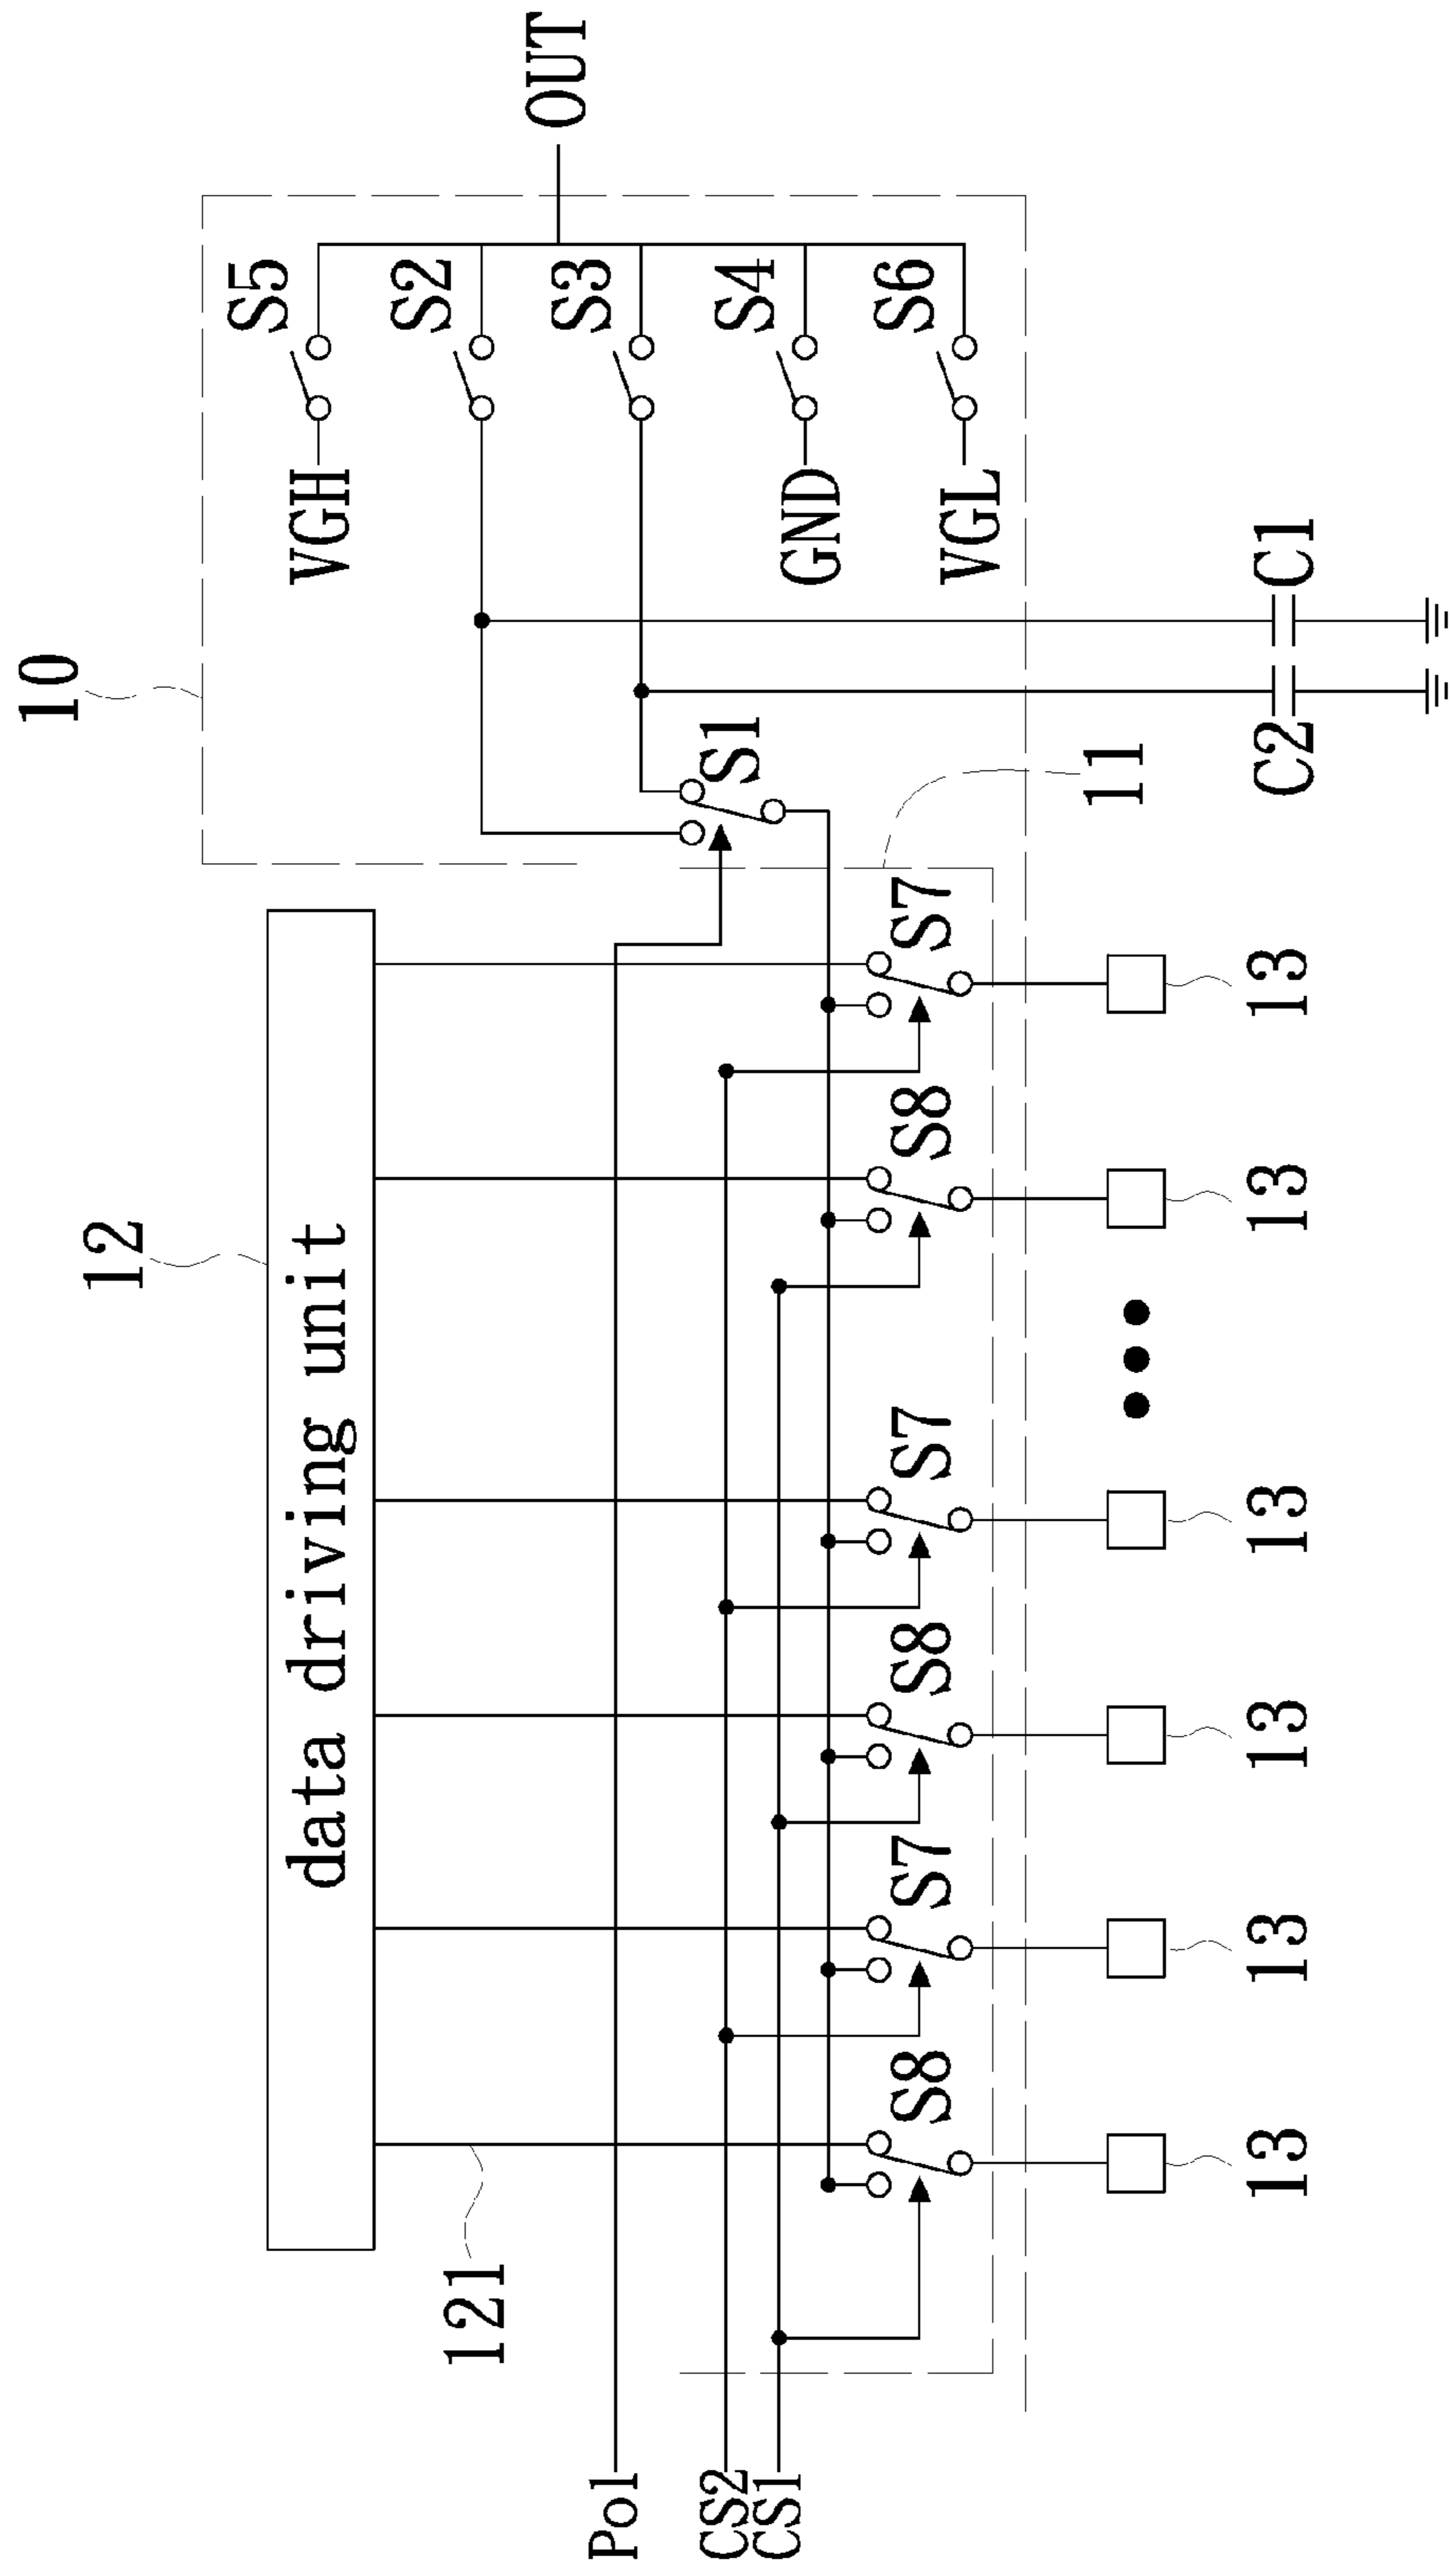 10
12
data driving unit
121
VGH
S5
S2
S3
GND
S4
VGL
S6
OUT
Pol
CS2
CS1
S1
S8
S7
S8
S7
S8
S7
11
C2
C1
13
13
13
13
13
13